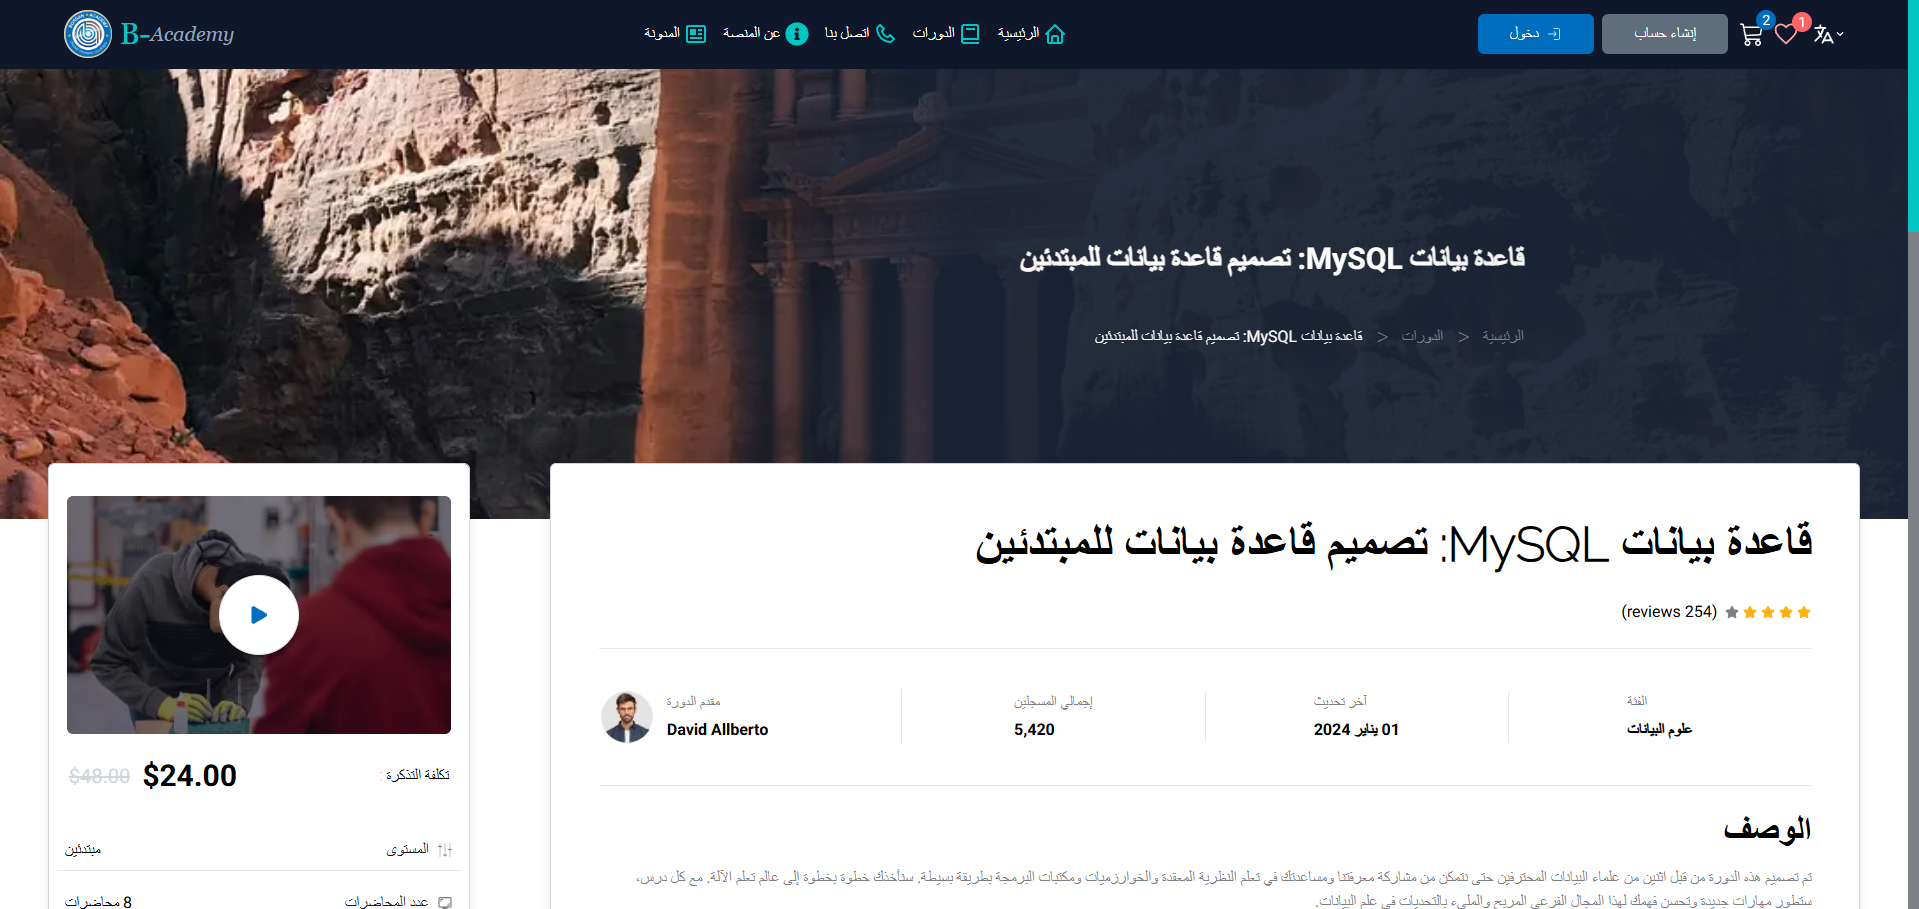 B-Academy
الرئيسية
الدورات
اتصل بنا
عن المنصة
المدونة
1
2
إنشاء حساب
دخول
قاعدة بيانات MySQL: تصميم قاعدة بيانات للمبتدئين
الرئيسية > الدورات > قاعدة بيانات MySQL: تصميم قاعدة بيانات للمبتدئين
قاعدة بيانات MySQL: تصميم قاعدة بيانات للمبتدئين
(reviews 254)
الفئة
علوم البيانات
آخر تحديث
01 يناير 2024
إجمالي المسجلين
5,420
مقدم الدورة
David Allberto
الوصف
تم تصميم هذه الدورة من قبل اثنين من علماء البيانات المحترفين حتى نتمكن من مشاركة معرفتنا ومساعدتك في تعلم النظرية المعقدة والخوارزميات ومكتبات البرمجة بطريقة بسيطة. سنأخذك خطوة بخطوة إلى عالم تعلم الآلة. مع كل درس،
ستطور مهارات جديدة وتحسن فهمك لهذا المجال الفرعي المربح والمليء بالتحديات في علم البيانات.
تكلفة التذكرة
$24.00
$48.00
المستوى
مبتدئين
عدد المحاضرات
8 محاضرات